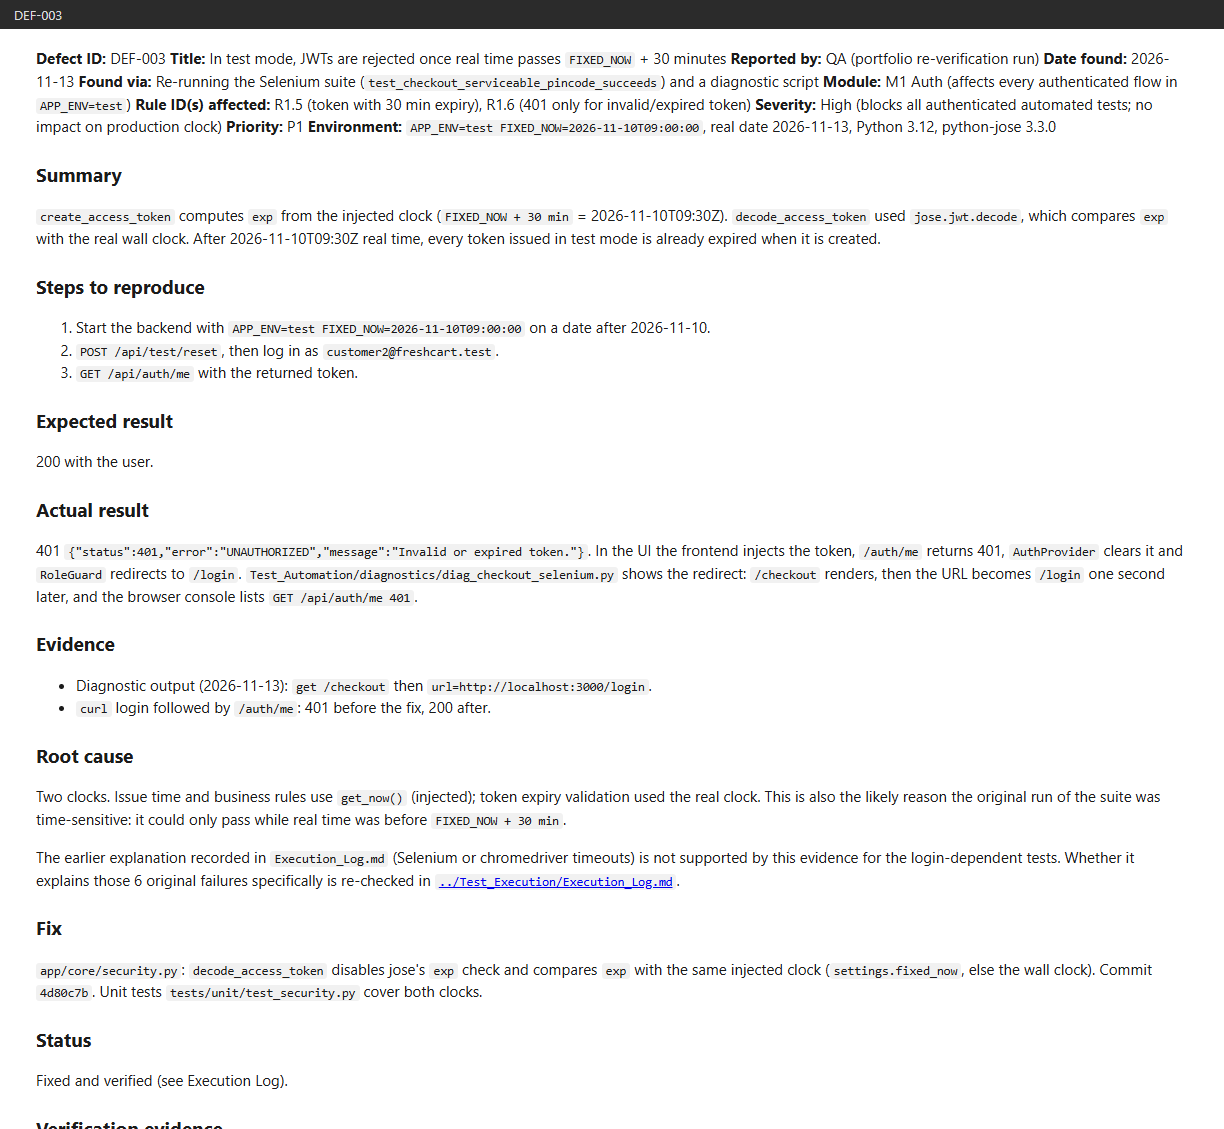 DEF-003
Defect ID: DEF-003 Title: In test mode, JWTs are rejected once real time passes FIXED_NOW + 30 minutes Reported by: QA (portfolio re-verification run) Date found: 2026-
11-13 Found via: Re-running the Selenium suite ( test_checkout_serviceable_pincode_succeeds ) and a diagnostic script Module: M1 Auth (affects every authenticated flow in
APP_ENV=test ) Rule ID(s) affected: R1.5 (token with 30 min expiry), R1.6 (401 only for invalid/expired token) Severity: High (blocks all authenticated automated tests; no
impact on production clock) Priority: P1 Environment: APP_ENV=test FIXED_NOW=2026-11-10T09:00:00 , real date 2026-11-13, Python 3.12, python-jose 3.3.0
Summary
create_access_token computes exp from the injected clock ( FIXED_NOW + 30 min = 2026-11-10T09:30Z). decode_access_token used jose.jwt.decode , which compares exp
with the real wall clock. After 2026-11-10T09:30Z real time, every token issued in test mode is already expired when it is created.
Steps to reproduce
1. Start the backend with APP_ENV=test FIXED_NOW=2026-11-10T09:00:00 on a date after 2026-11-10.
2. POST /api/test/reset , then log in as customer2@freshcart.test .
3. GET /api/auth/me with the returned token.
Expected result
200 with the user.
Actual result
401 {"status":401,"error":"UNAUTHORIZED","message":"Invalid or expired token."} . In the UI the frontend injects the token, /auth/me returns 401, AuthProvider clears it and
RoleGuard redirects to /login . Test_Automation/diagnostics/diag_checkout_selenium.py shows the redirect: /checkout renders, then the URL becomes /login one second
later, and the browser console lists GET /api/auth/me 401 .
Evidence
• Diagnostic output (2026-11-13): get /checkout then url=http://localhost:3000/login .
• curl login followed by /auth/me : 401 before the fix, 200 after.
Root cause
Two clocks. Issue time and business rules use get_now() (injected); token expiry validation used the real clock. This is also the likely reason the original run of the suite was
time-sensitive: it could only pass while real time was before FIXED_NOW + 30 min .
The earlier explanation recorded in Execution_Log.md (Selenium or chromedriver timeouts) is not supported by this evidence for the login-dependent tests. Whether it
explains those 6 original failures specifically is re-checked in ../Test_Execution/Execution_Log.md .
Fix
app/core/security.py : decode_access_token disables jose's exp check and compares exp with the same injected clock ( settings.fixed_now , else the wall clock). Commit
4d80c7b . Unit tests tests/unit/test_security.py cover both clocks.
Status
Fixed and verified (see Execution Log).
Verification evidence